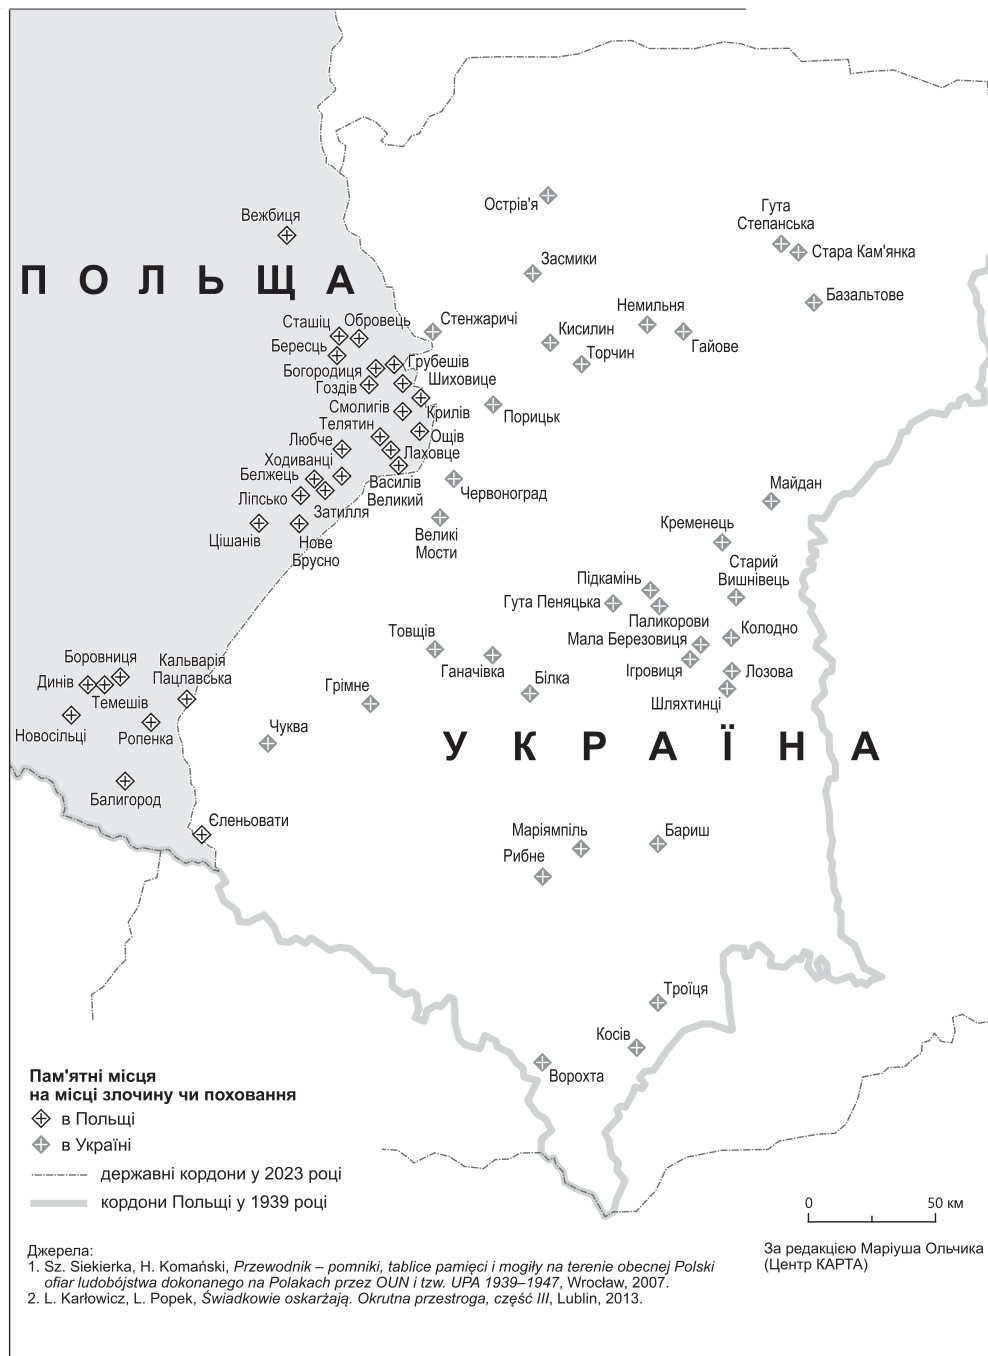 Острів'я
Гута
Степанська
Стара Кам'янка
Вежбиця
Засмики
ПОЛЬЩА
Базальтове
Немильня
Сташіц
Обровець
Стенжаричі
Кисилин
Гайове
Бересць
Торчин
Богородиця
Грубешів
Гоздів
Шиховице
Смолигів
Крилів
Порицьк
Телятин
Ощів
Любче
Лаховце
Ходиванці
Белжець
Василів
Великий
Червоноград
Майдан
Ліпсько
Затилля
Цішанів
Нове
Брусно
Великі
Мости
Кременець
Старий
Вишнівець
Підкамінь
Гута Пеняцька
Паликорови
Товщів
Мала Березовиця
Колодно
Боровниця
Кальварія
Пацлавська
Ганачівка
Ігровиця
Лозова
Динів
Грімне
Білка
Темешів
Шляхтинці
Новосільці
Ропенка
Чуква
УКРАЇНА
Балигород
Єленьовати
Маріямпіль
Бариш
Рибне
Троїця
Косів
Ворохта
Пам'ятні місця
на місці злочину чи поховання
в Польщі
в Україні
державні кордони у 2023 році
кордони Польщі у 1939 році
0 50 км
За редакцією Маріуша Ольчика
(Центр КАРТА)
Джерела:
1. Sz. Siekierka, H. Komański, Przewodnik – pomniki, tablice pamięci i mogiły na terenie obecnej Polski
ofiar ludobójstwa dokonanego na Polakach przez OUN i tzw. UPA 1939–1947, Wrocław, 2007.
2. L. Karłowicz, L. Popek, Świadkowie oskarżają. Okrutna przestroga, część III, Lublin, 2013.